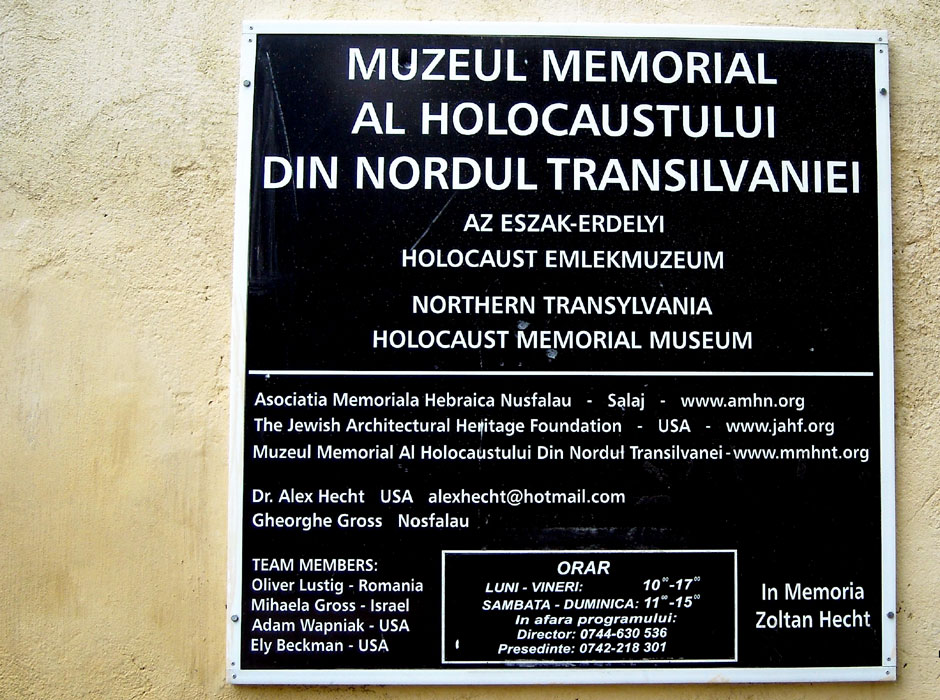 MUZEUL MEMORIAL
AL HOLOCAUSTULUI
DIN NORDUL TRANSILVANIEI
AZ ESZAK-ERDELYI
HOLOCAUST EMLEKMUZEUM
NORTHERN TRANSYLVANIA
HOLOCAUST MEMORIAL MUSEUM
Asociatia Memoriala Hebraica Nusfalau - Salaj - www.amhn.org
The Jewish Architectural Heritage Foundation - USA - www.jahf.org
Muzeul Memorial Al Holocaustului Din Nordul Transilvanei-www.mmhnt.org
Dr. Alex Hecht USA alexhecht@hotmail.com
Gheorghe Gross Nosfalau
TEAM MEMBERS:
Oliver Lustig - Romania
Mihaela Gross - Israel
Adam Wapniak - USA
Ely Beckman - USA
ORAR
LUNI - VINERI: 10⁰⁰-17⁰⁰
SAMBATA - DUMINICA: 11⁰⁰-15⁰⁰
In afara programului:
Director: 0744-630 536
Presedinte: 0742-218 301
In Memoria
Zoltan Hecht